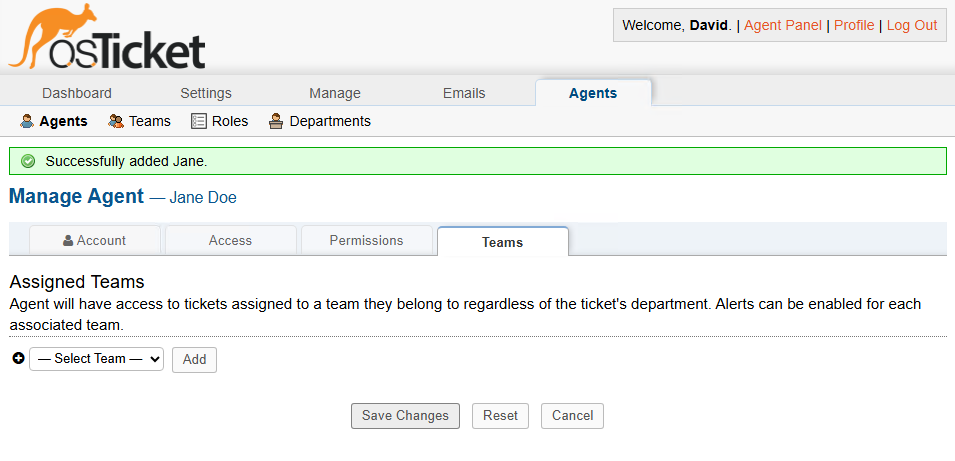 osTicket
Welcome, David. | Agent Panel | Profile | Log Out
Dashboard Settings Manage Emails Agents
Agents Teams Roles Departments
Successfully added Jane.
Manage Agent — Jane Doe
Account Access Permissions Teams
Assigned Teams
Agent will have access to tickets assigned to a team they belong to regardless of the ticket's department. Alerts can be enabled for each
associated team.
— Select Team — Add
Save Changes Reset Cancel